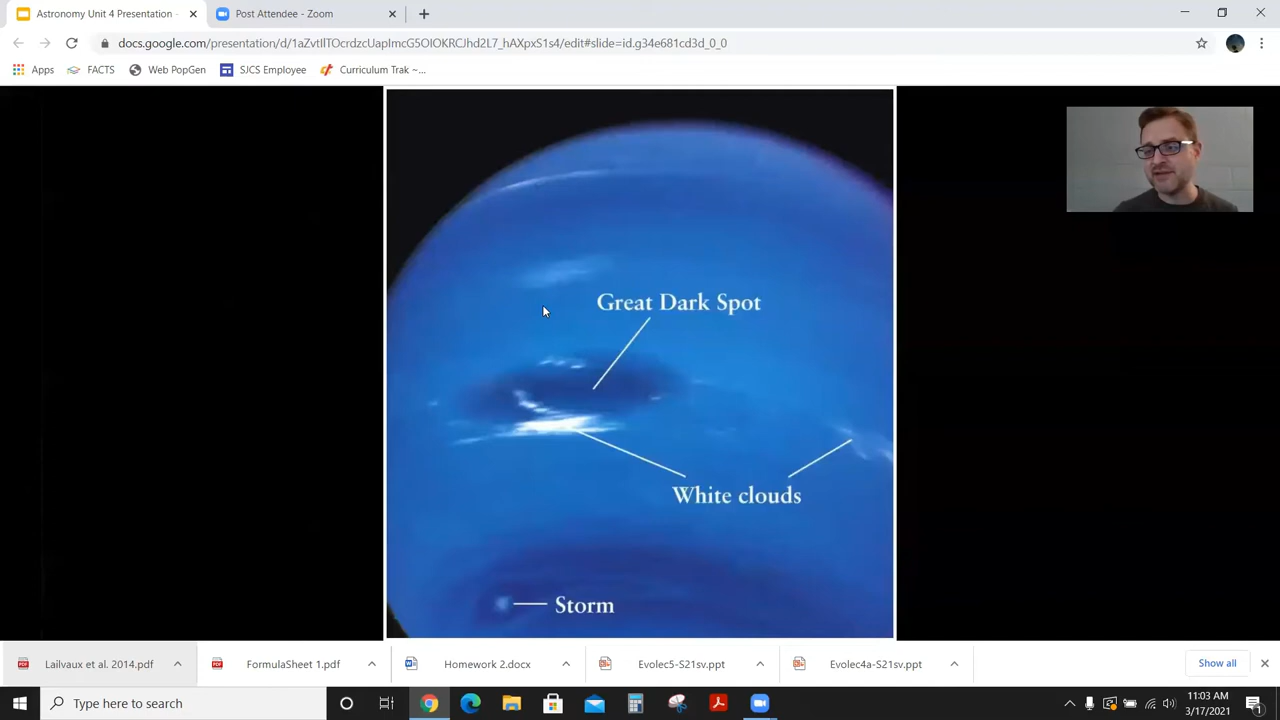 Astronomy Unit 4 Presentation -
Post Attendee - Zoom
docs.google.com/presentation/d/1aZvtIlTOcrdzcUapImcG5OIOKRCJhd2L7_hAXpxS1s4/edit#slide=id.g34e681cd3d_0_0
Apps FACTS Web PopGen SJCS Employee Curriculum Trak ~...
Great Dark Spot
White clouds
Storm
Lailvaux et al. 2014.pdf FormulaSheet 1.pdf Homework 2.docx Evolec5-S21sv.ppt Evolec4a-S21sv.ppt Show all
Type here to search
11:03 AM
3/17/2021